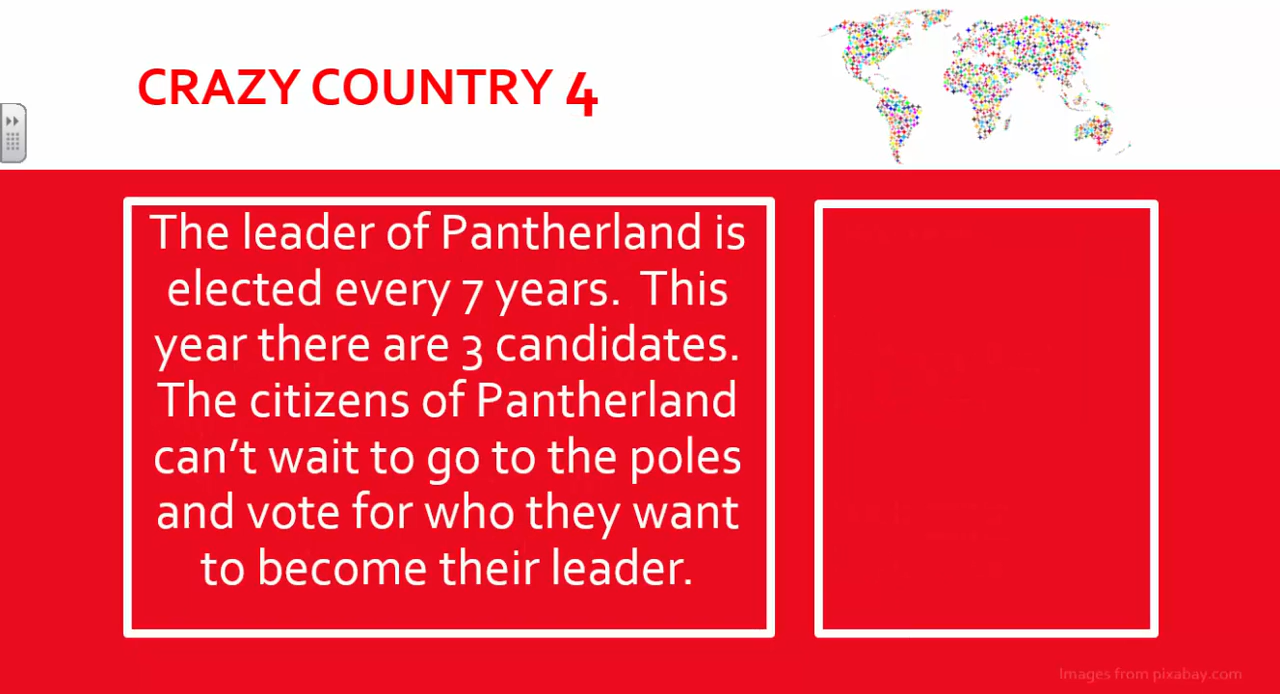 CRAZY COUNTRY 4
The leader of Pantherland is
elected every 7 years.  This
year there are 3 candidates.
The citizens of Pantherland
can’t wait to go to the poles
and vote for who they want
to become their leader.
Images from pixabay.com